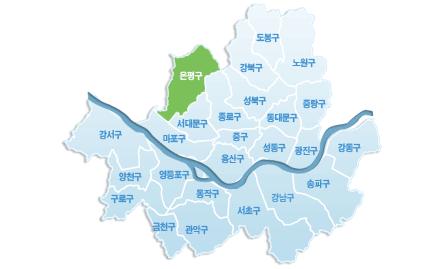 도봉구
노원구
강북구
은평구
성북구
중랑구
서대문구
종로구
동대문구
강서구
마포구
중구
성동구
광진구
강동구
용산구
양천구
영등포구
송파구
동작구
구로구
강남구
서초구
금천구
관악구